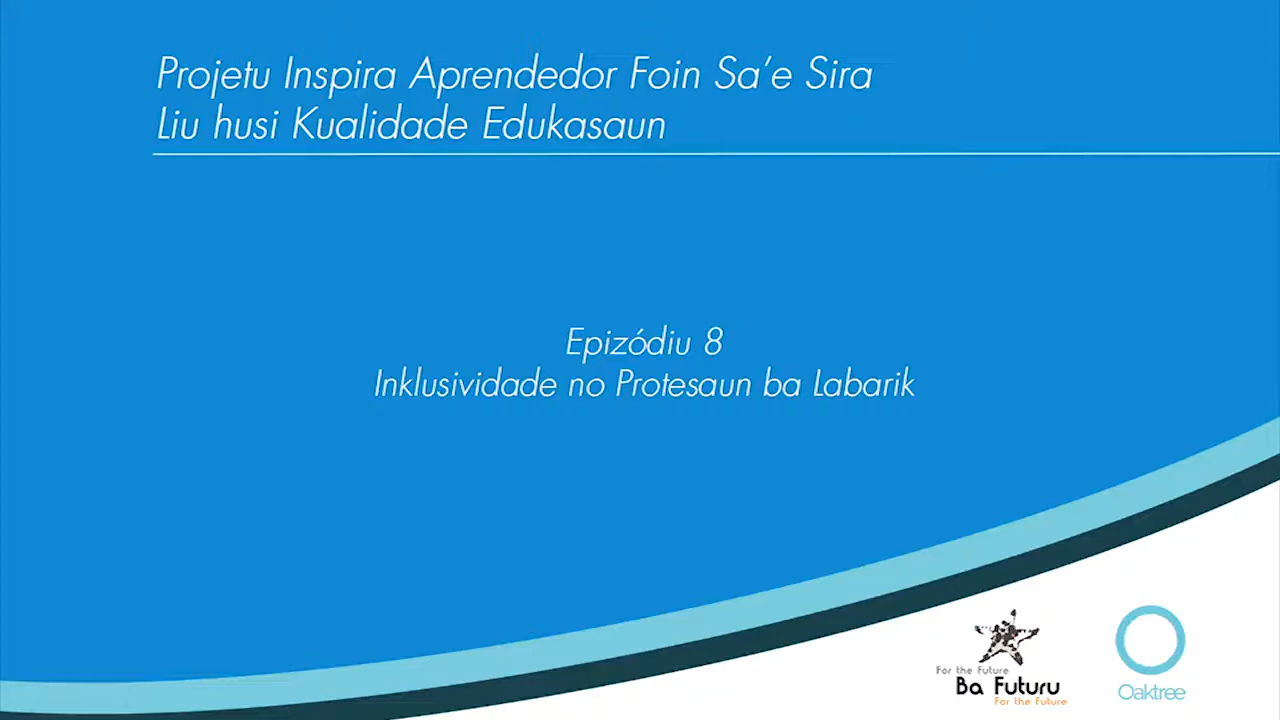 Projetu Inspira Aprendedor Foin Sa’e Sira
Liu husi Kualidade Edukasaun
Epizódiu 8
Inklusividade no Protesaun ba Labarik
For the Future
Ba Futuru
For the Future
Oaktree